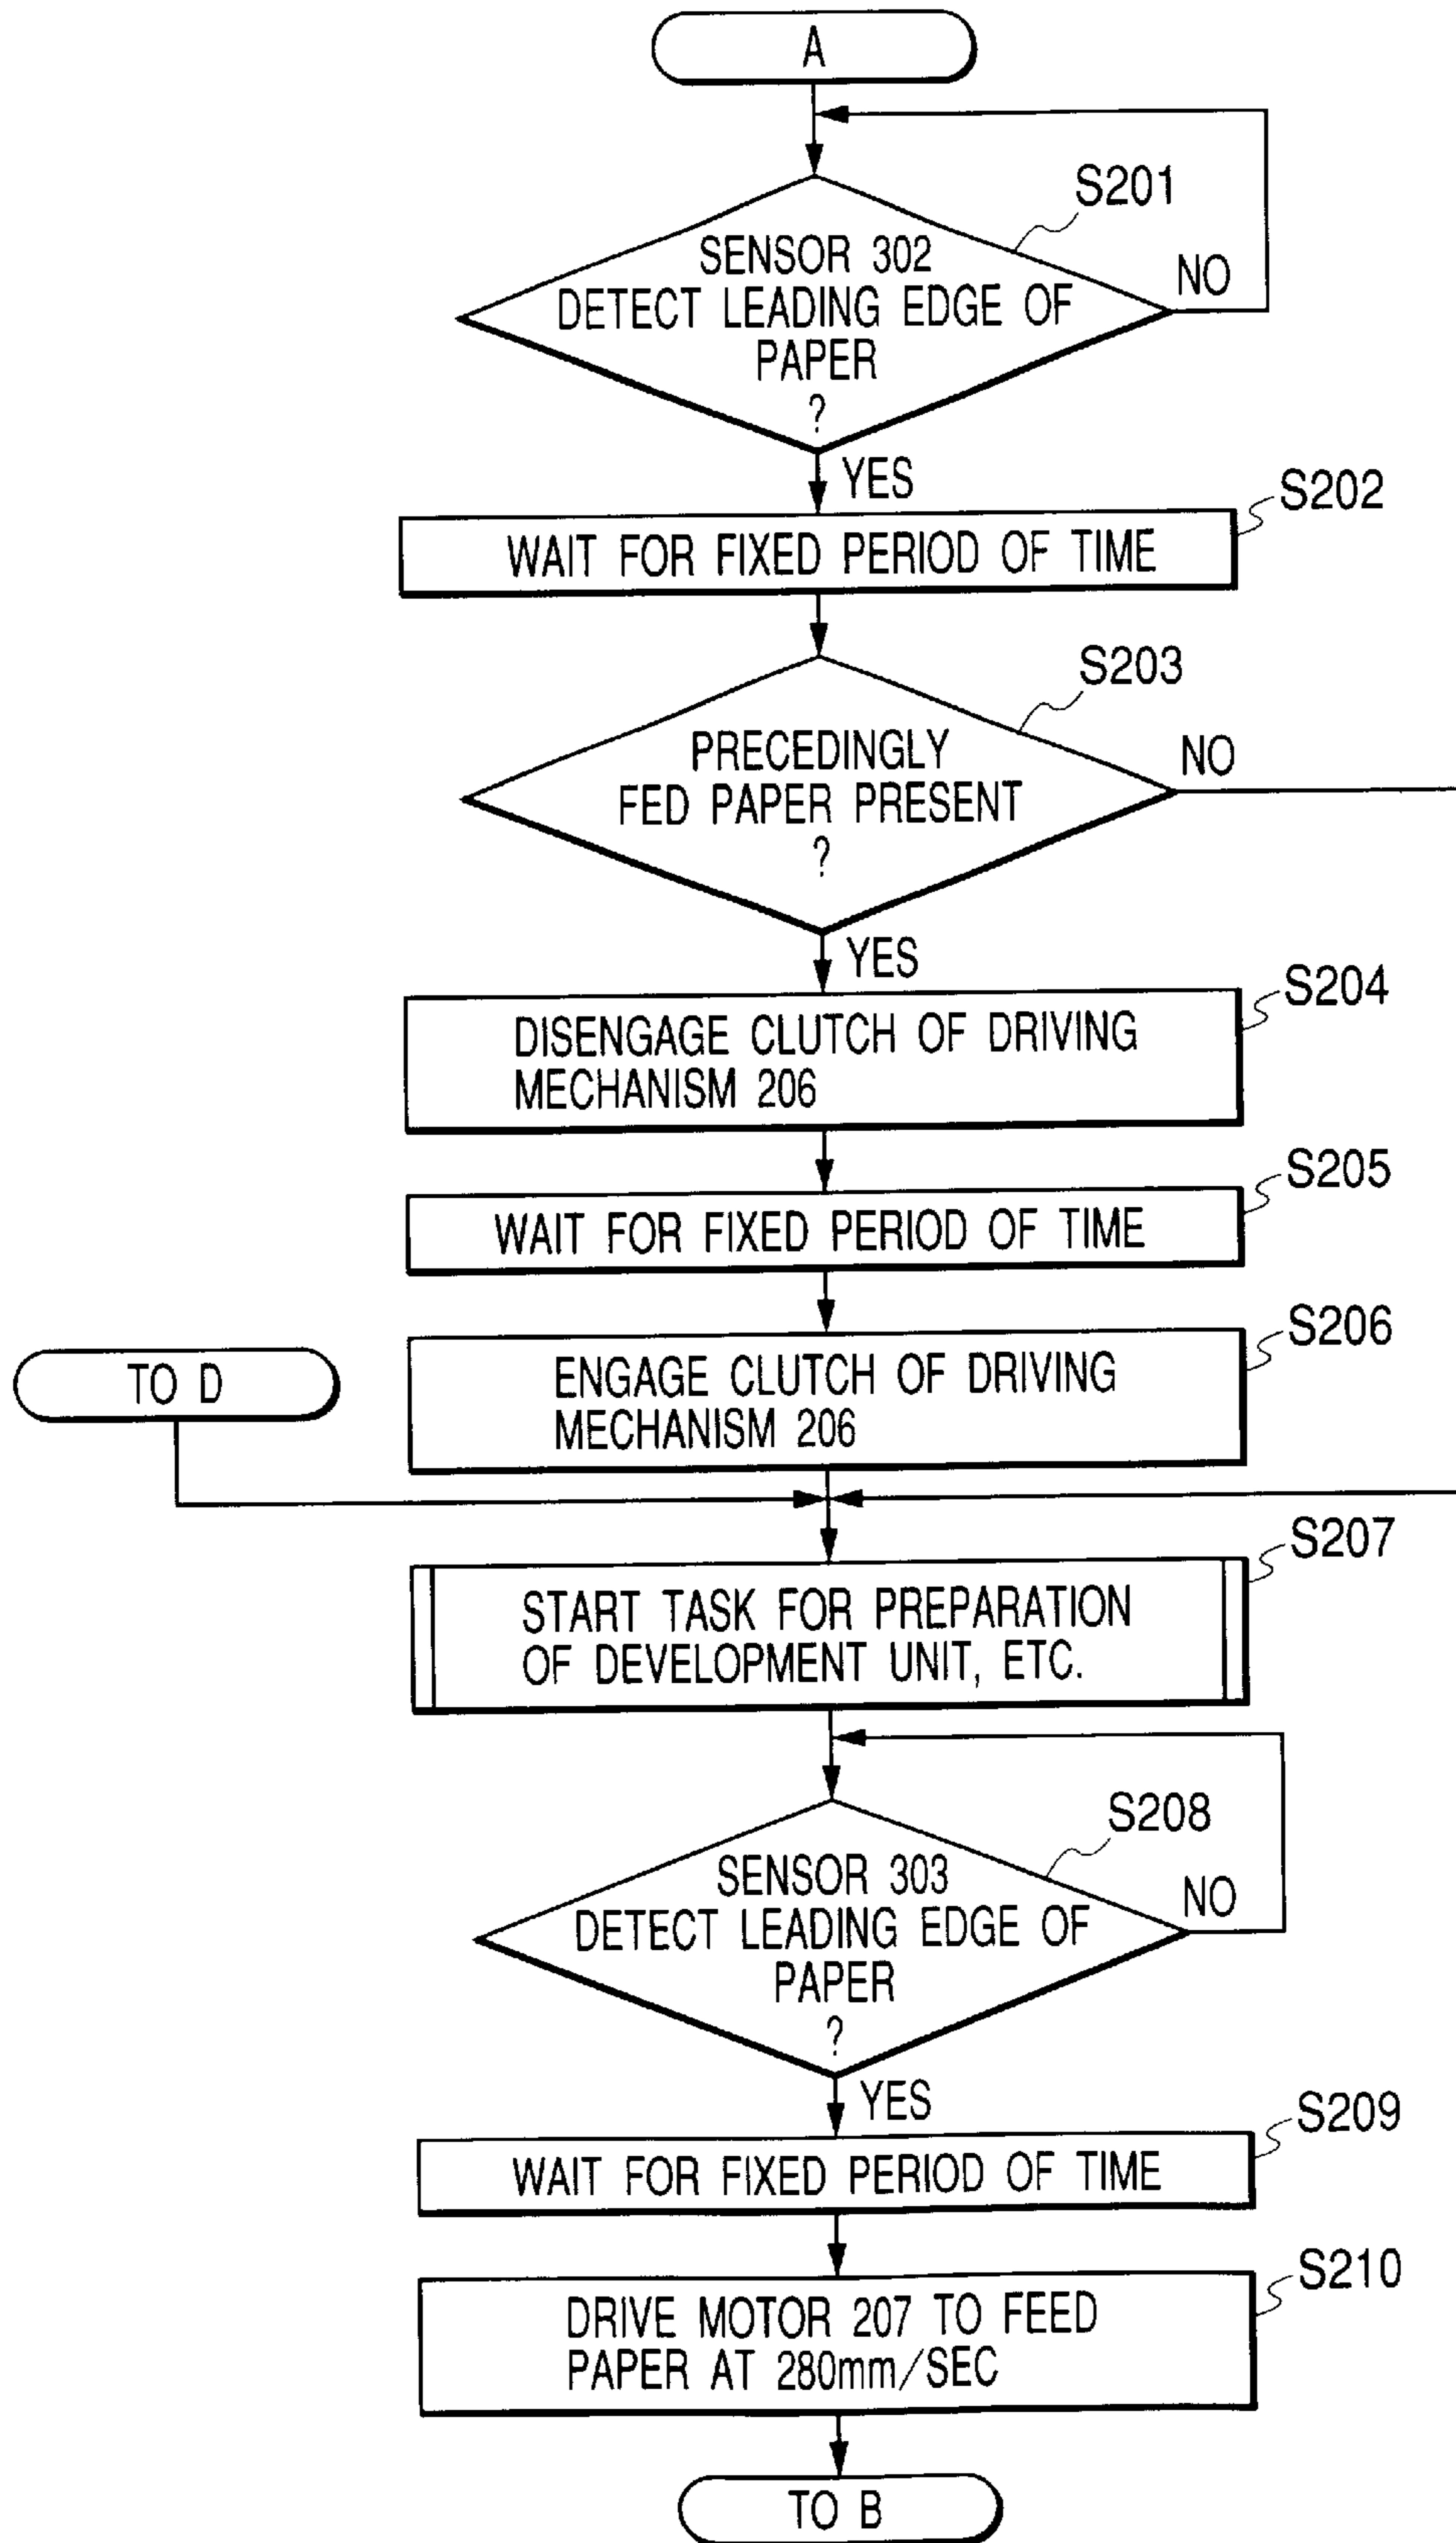 A
S201
SENSOR 302
DETECT LEADING EDGE OF
PAPER
?
NO
YES
S202
WAIT FOR FIXED PERIOD OF TIME
S203
PRECEDINGLY
FED PAPER PRESENT
?
NO
YES
S204
DISENGAGE CLUTCH OF DRIVING
MECHANISM 206
S205
WAIT FOR FIXED PERIOD OF TIME
S206
ENGAGE CLUTCH OF DRIVING
MECHANISM 206
TO D
S207
START TASK FOR PREPARATION
OF DEVELOPMENT UNIT, ETC.
S208
SENSOR 303
DETECT LEADING EDGE OF
PAPER
?
NO
YES
S209
WAIT FOR FIXED PERIOD OF TIME
S210
DRIVE MOTOR 207 TO FEED
PAPER AT 280mm/SEC
TO B